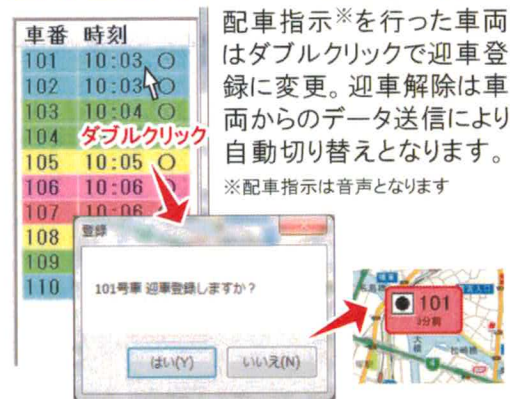 車番 時刻
101 10:03 ○
102 10:03 ○
103 10:04 ○
104
ダブルクリック
105 10:05 ○
106 10:06 ○
107 10:06
108
109
110
配車指示※を行った車両
はダブルクリックで迎車登
録に変更。迎車解除は車
両からのデータ送信により
自動切り替えとなります。
※配車指示は音声となります
登録
101号車 迎車登録しますか?
はい(Y) いいえ(N)
101
3分前